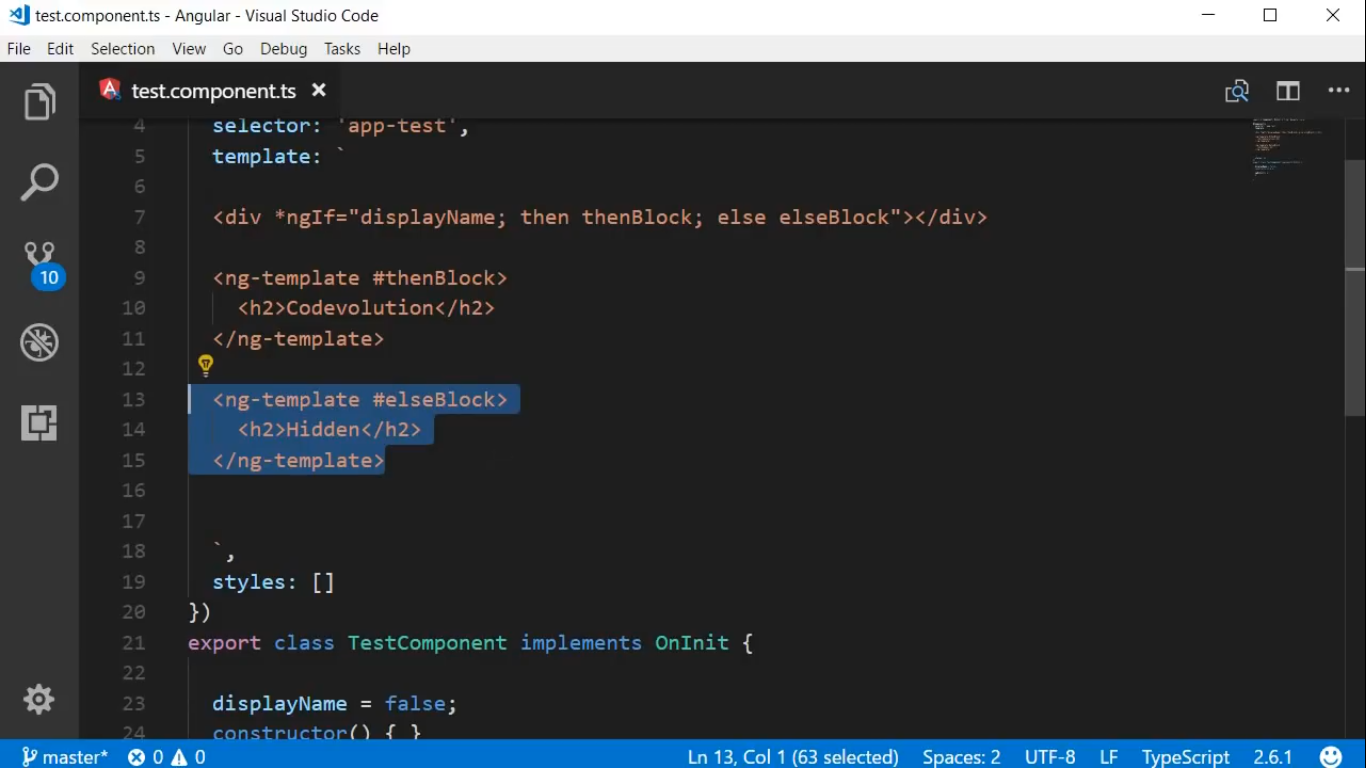 test.component.ts - Angular - Visual Studio Code
File Edit Selection View Go Debug Tasks Help
test.component.ts
4 selector: 'app-test',
5 template: `
6
7 <div *ngIf="displayName; then thenBlock; else elseBlock"></div>
8
9 <ng-template #thenBlock>
10 <h2>Codevolution</h2>
11 </ng-template>
12
13 <ng-template #elseBlock>
14 <h2>Hidden</h2>
15 </ng-template>
16
17
18 `,
19 styles: []
20 })
21 export class TestComponent implements OnInit {
22
23 displayName = false;
24 constructor() { }
10
master* 0 0 Ln 13, Col 1 (63 selected) Spaces: 2 UTF-8 LF TypeScript 2.6.1